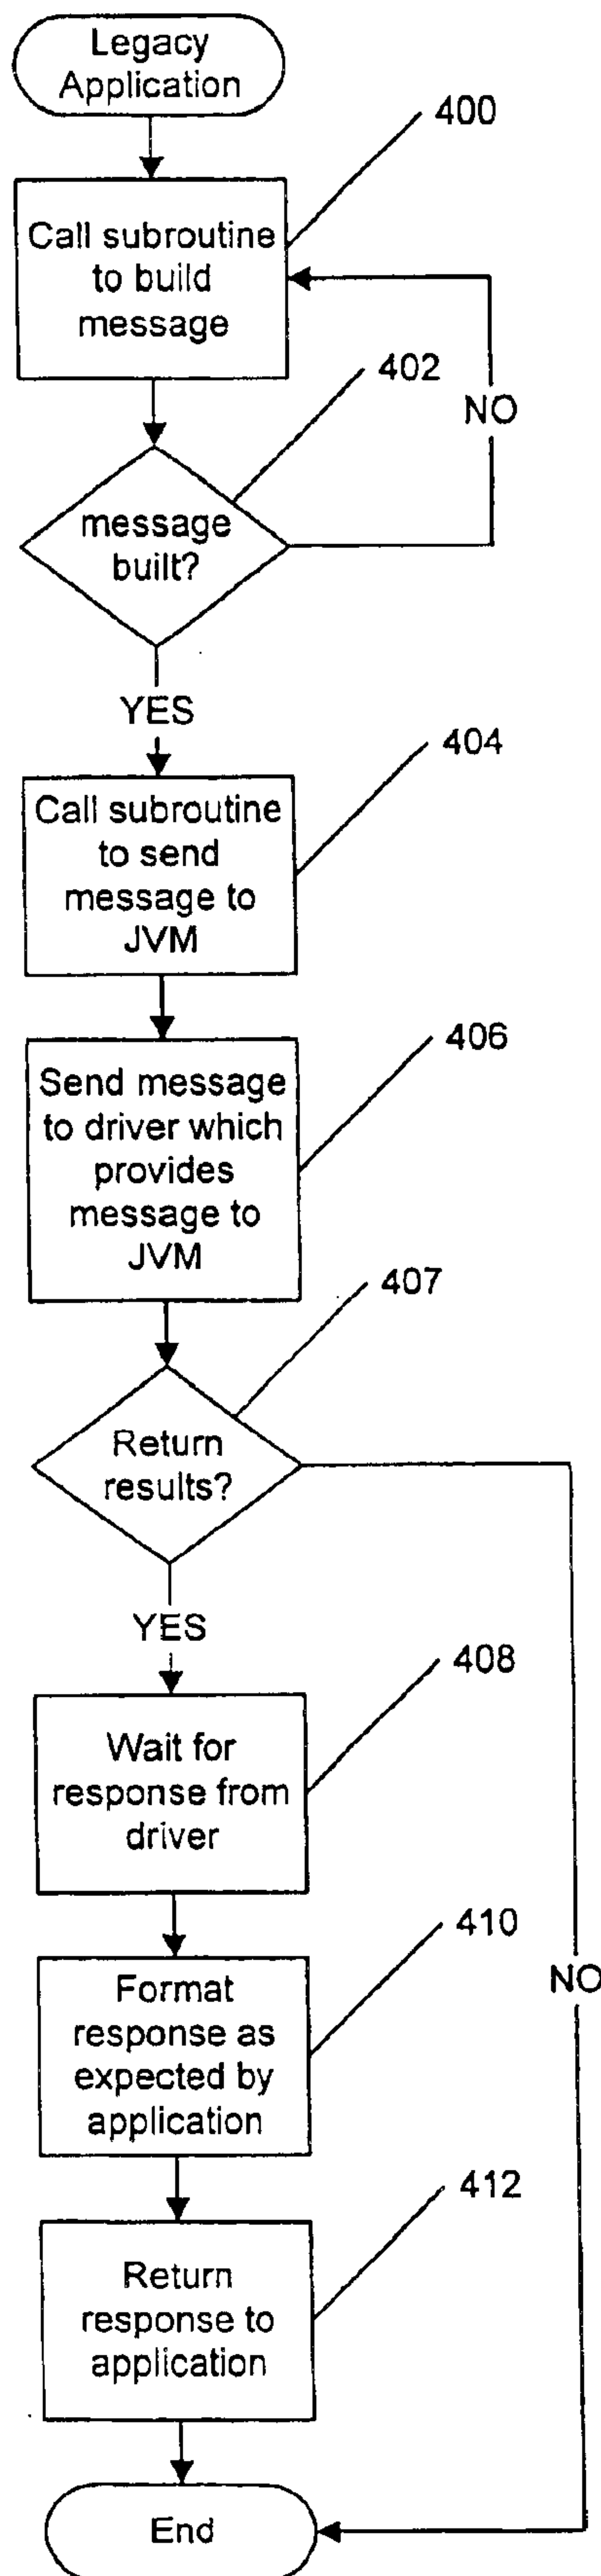 Legacy
Application
400
Call subroutine
to build
message
402
NO
message
built?
YES
404
Call subroutine
to send
message to
JVM
406
Send message
to driver which
provides
message to
JVM
407
Return
results?
YES
408
Wait for
response from
driver
410
NO
Format
response as
expected by
application
412
Return
response to
application
End